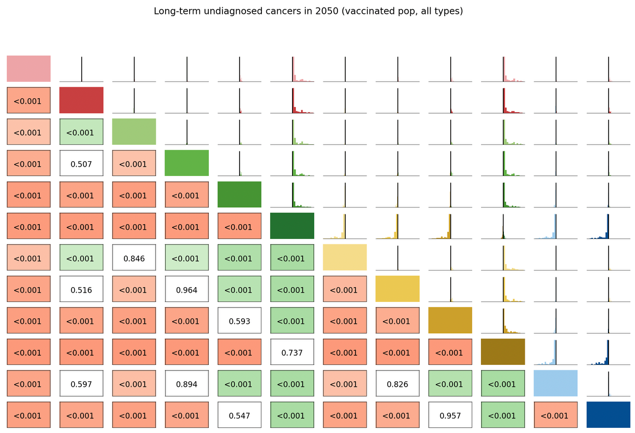 Long-term undiagnosed cancers in 2050 (vaccinated pop, all types)
<0.001
<0.001 <0.001
<0.001 0.507 <0.001
<0.001 <0.001 <0.001 <0.001
<0.001 <0.001 <0.001 <0.001 <0.001
<0.001 <0.001 0.846 <0.001 <0.001 <0.001
<0.001 0.516 <0.001 0.964 <0.001 <0.001 <0.001
<0.001 <0.001 <0.001 <0.001 0.593 <0.001 <0.001 <0.001
<0.001 <0.001 <0.001 <0.001 <0.001 0.737 <0.001 <0.001 <0.001
<0.001 0.597 <0.001 0.894 <0.001 <0.001 <0.001 0.826 <0.001 <0.001
<0.001 <0.001 <0.001 <0.001 0.547 <0.001 <0.001 <0.001 0.957 <0.001 <0.001